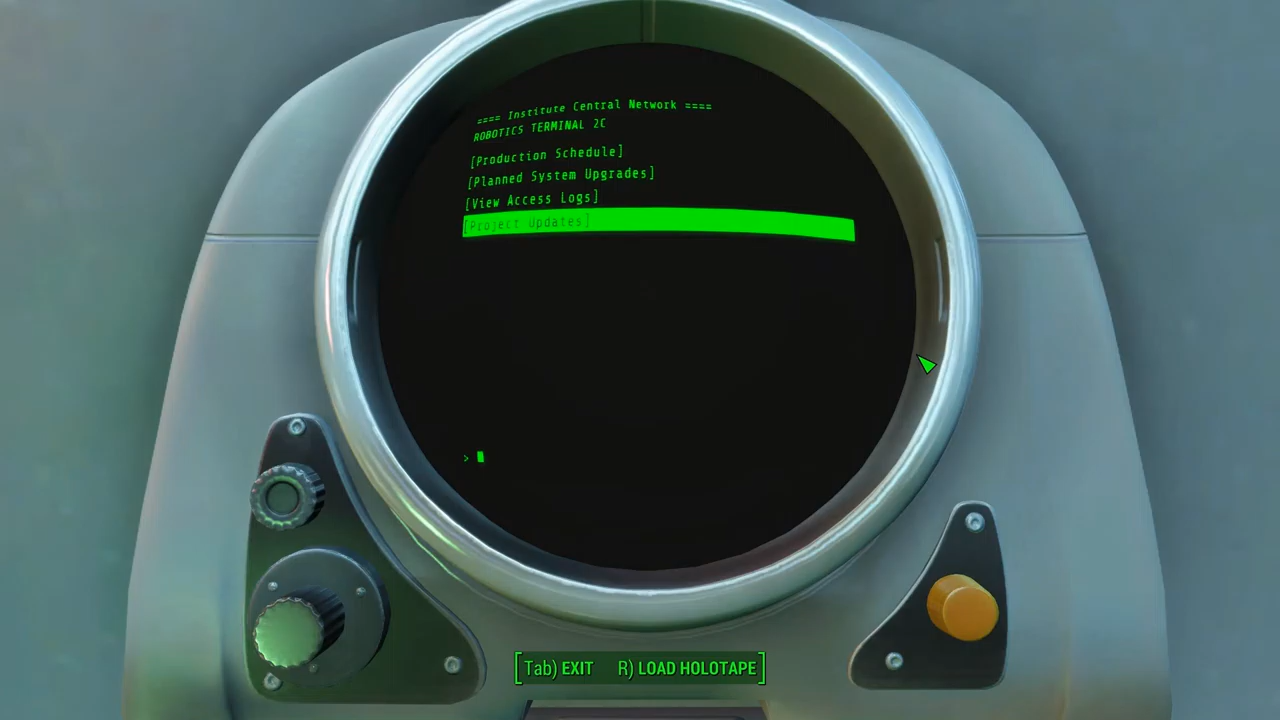 ==== Institute Central Network ====
ROBOTICS TERMINAL 2C
[Production Schedule]
[Planned System Upgrades]
[View Access Logs]
[Project Updates]
>
[Tab) EXIT R) LOAD HOLOTAPE]